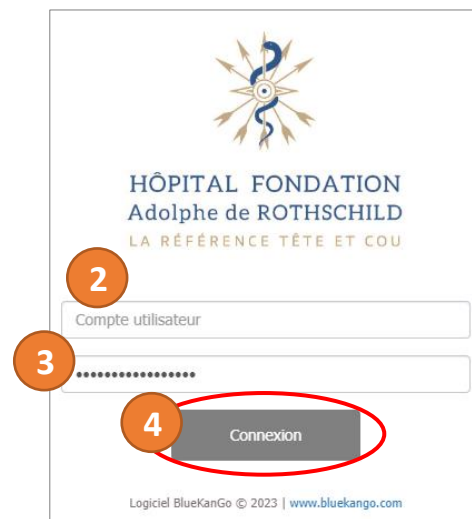 HÔPITAL FONDATION
Adolphe de ROTHSCHILD
LA RÉFÉRENCE TÊTE ET COU
2
Compte utilisateur
3
•••••••••••••••••
4
Connexion
Logiciel BlueKanGo © 2023 | www.bluekango.com